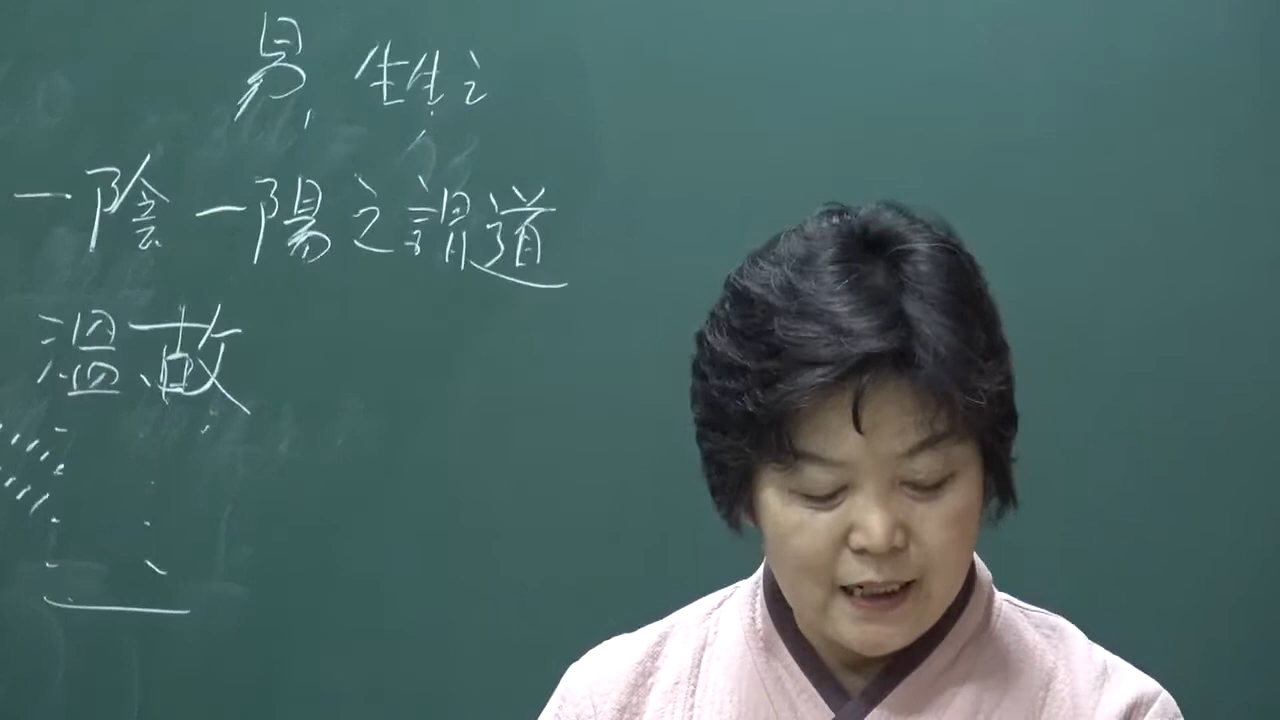 易, 生生之
一陰一陽之謂道
溫故